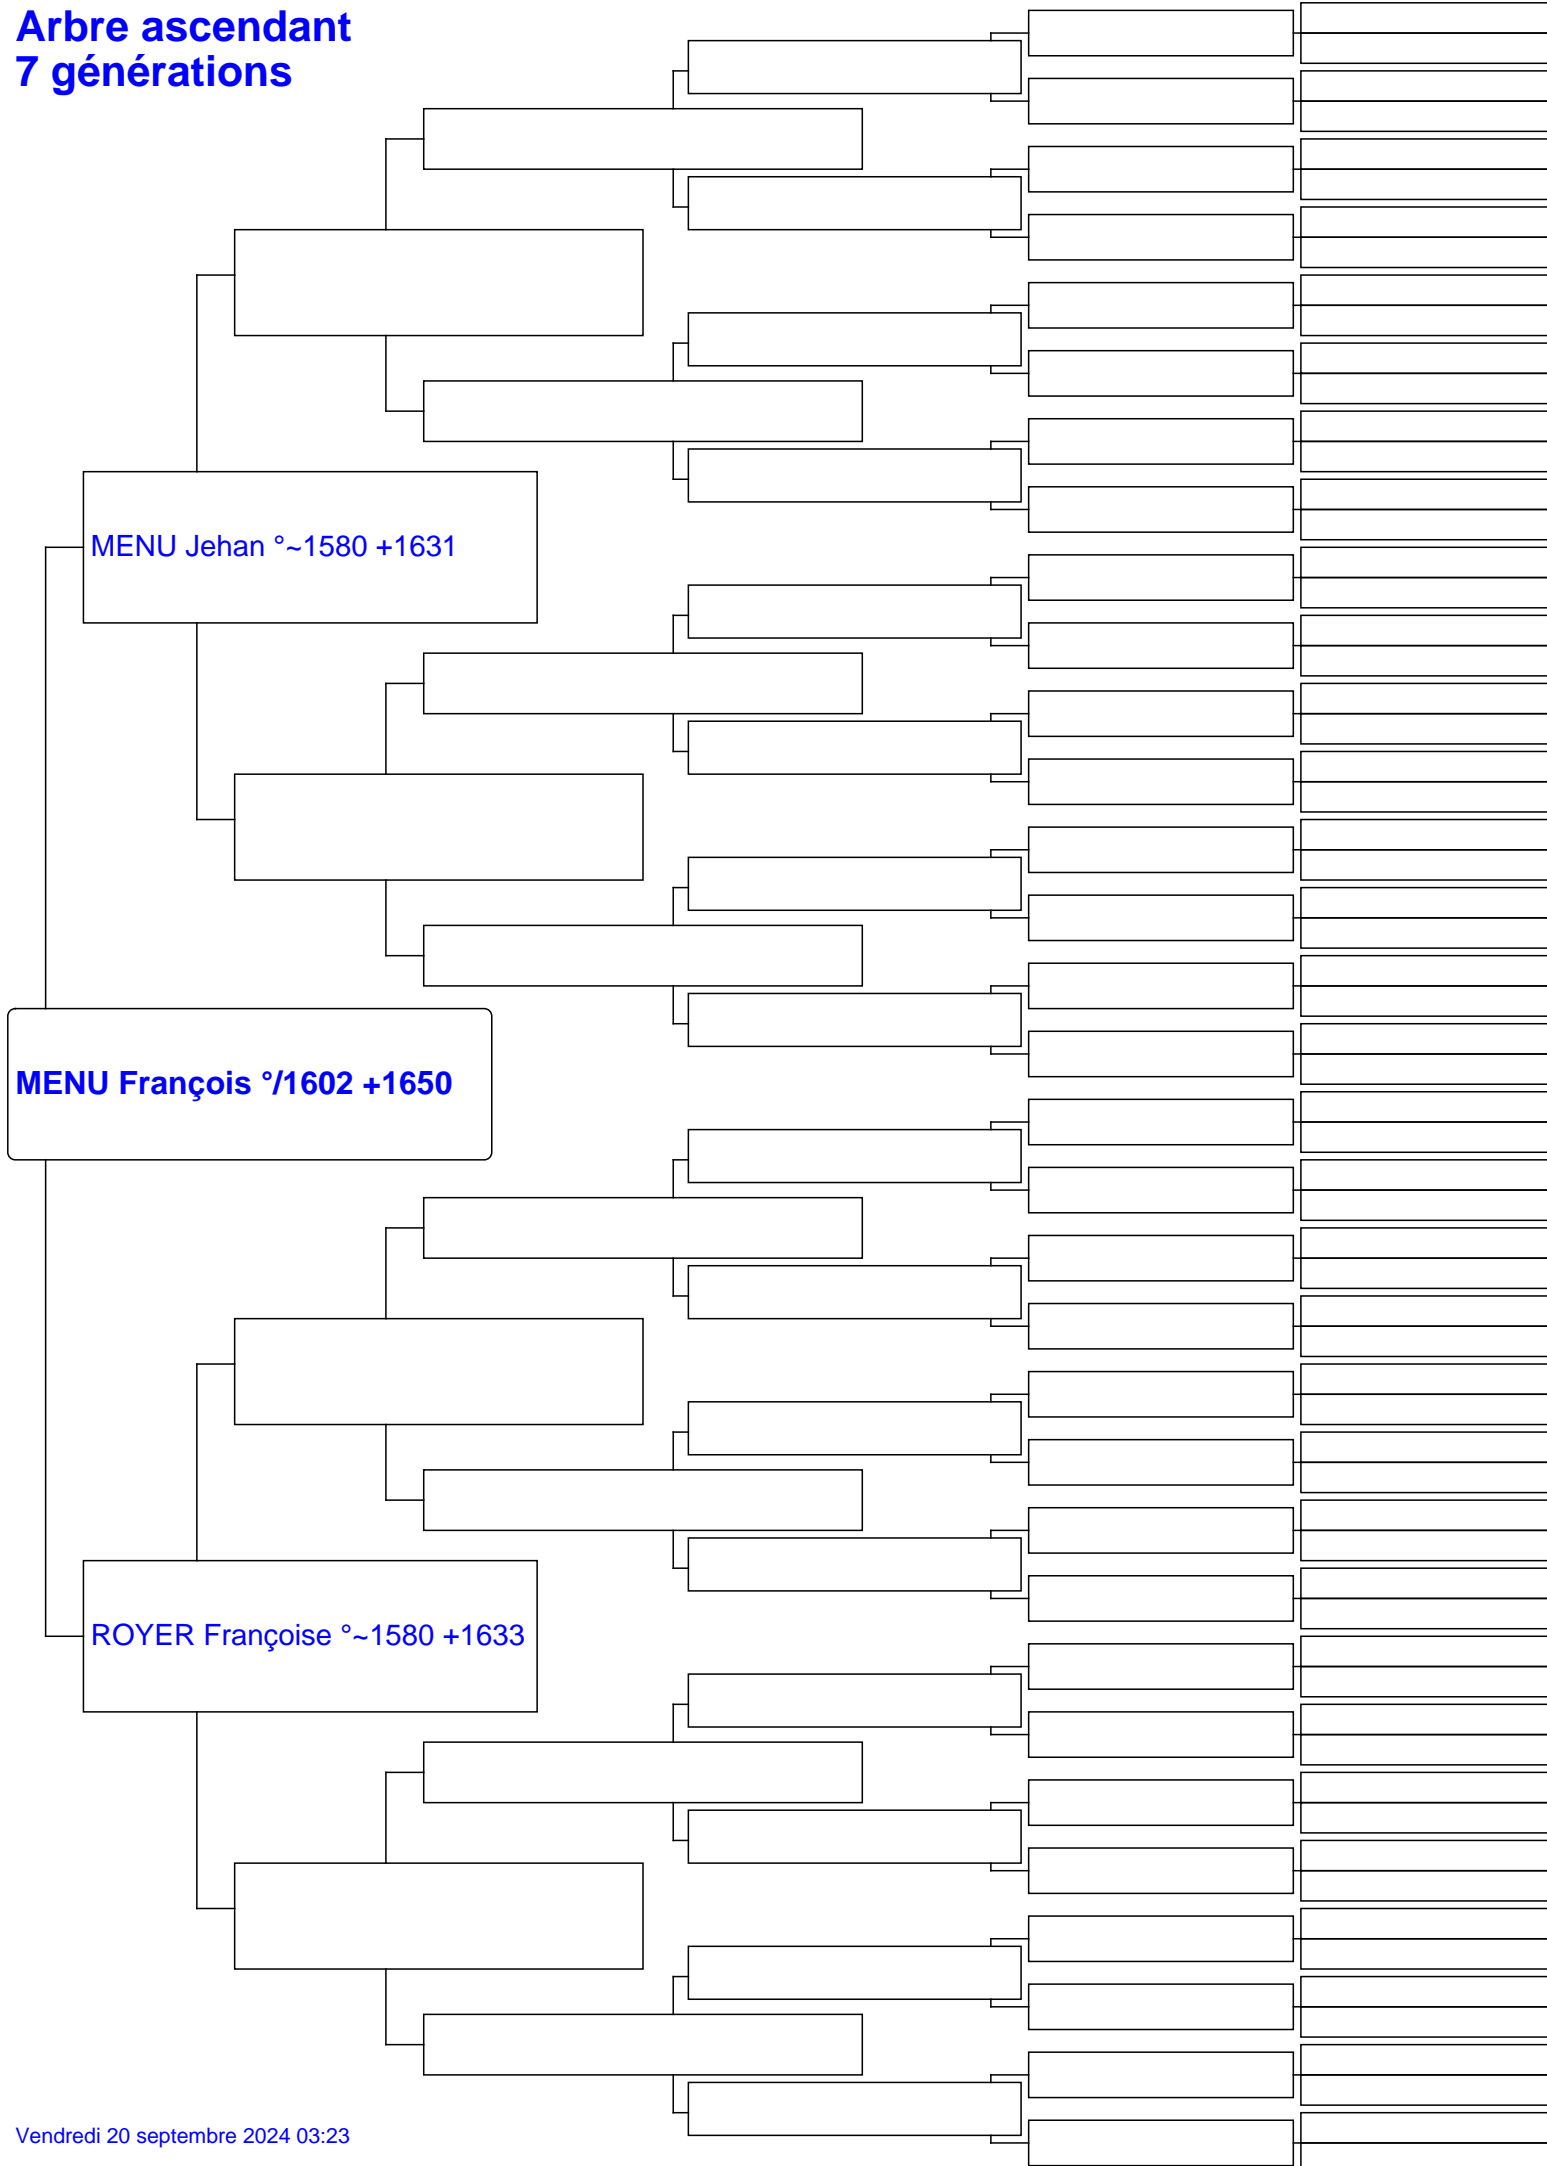 Arbre ascendant
7 générations
MENU Jehan °~1580 +1631
MENU François °/1602 +1650
ROYER Françoise °~1580 +1633
Vendredi 20 septembre 2024 03:23